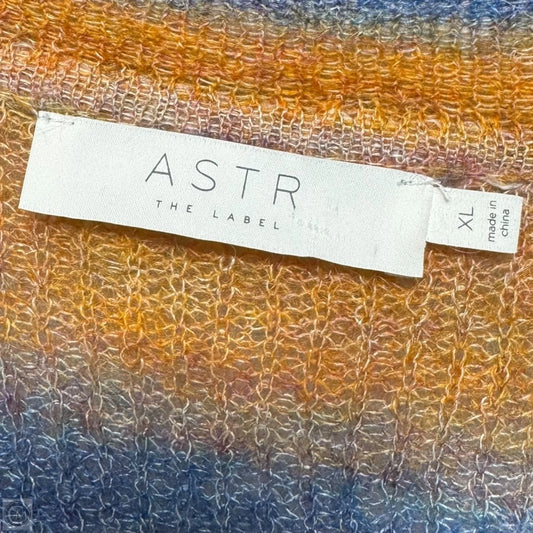 ASTR
THE LABEL
XL
made in
china